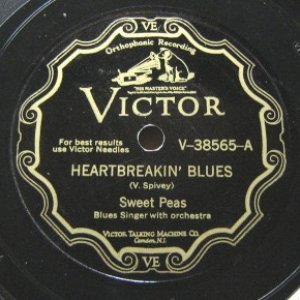 VE
Orthophonic Recording
"HIS MASTER'S VOICE"
VICTOR
For best results
use Victor Needles
V-38565-A
HEARTBREAKIN' BLUES
(V. Spivey)
Sweet Peas
Blues Singer with orchestra
VICTOR TALKING MACHINE CO.
Camden, N.J.
VE